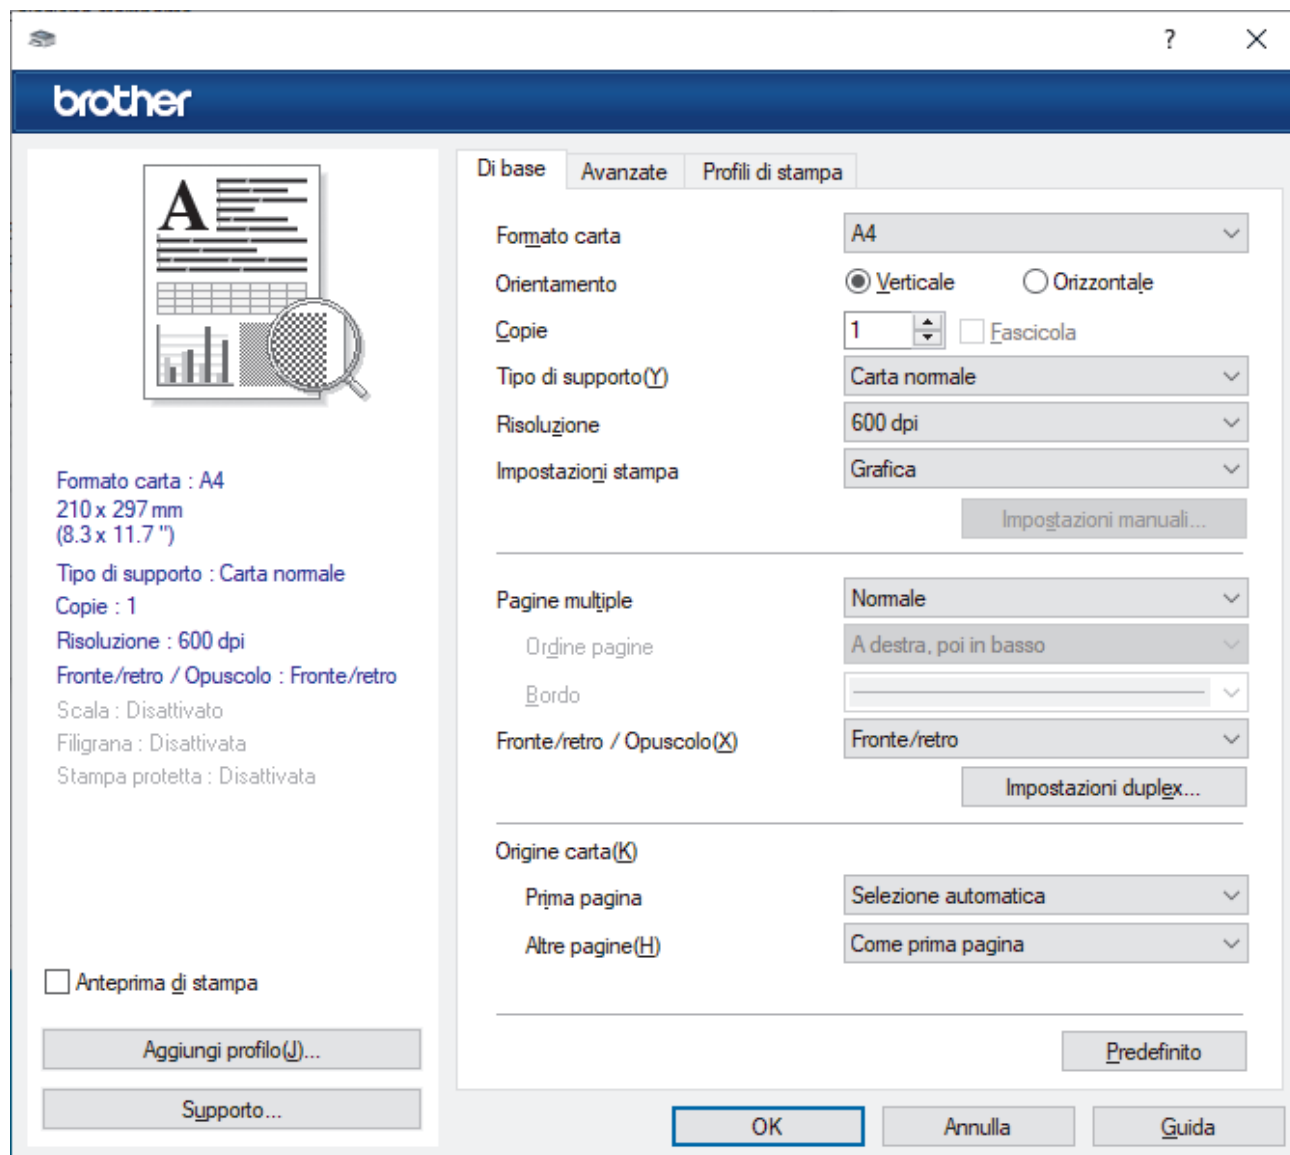 ?
brother
A
Di base
Avanzate
Profili di stampa
Formato carta
A4
Orientamento
Verticale
Orizzontale
Copie
1
Fascicola
Tipo di supporto(Y)
Carta normale
Risoluzione
600 dpi
Impostazioni stampa
Grafica
Impostazioni manuali...
Pagine multiple
Normale
Ordine pagine
A destra, poi in basso
Bordo
Fronte/retro / Opuscolo(X)
Fronte/retro
Impostazioni duplex...
Origine carta(K)
Prima pagina
Selezione automatica
Altre pagine(H)
Come prima pagina
Predefinito
Formato carta : A4
210 x 297 mm
(8.3 x 11.7 ")
Tipo di supporto : Carta normale
Copie : 1
Risoluzione : 600 dpi
Fronte/retro / Opuscolo : Fronte/retro
Scala : Disattivato
Filigrana : Disattivata
Stampa protetta : Disattivata
Anteprima di stampa
Aggiungi profilo(J)...
Supporto...
OK
Annulla
Guida